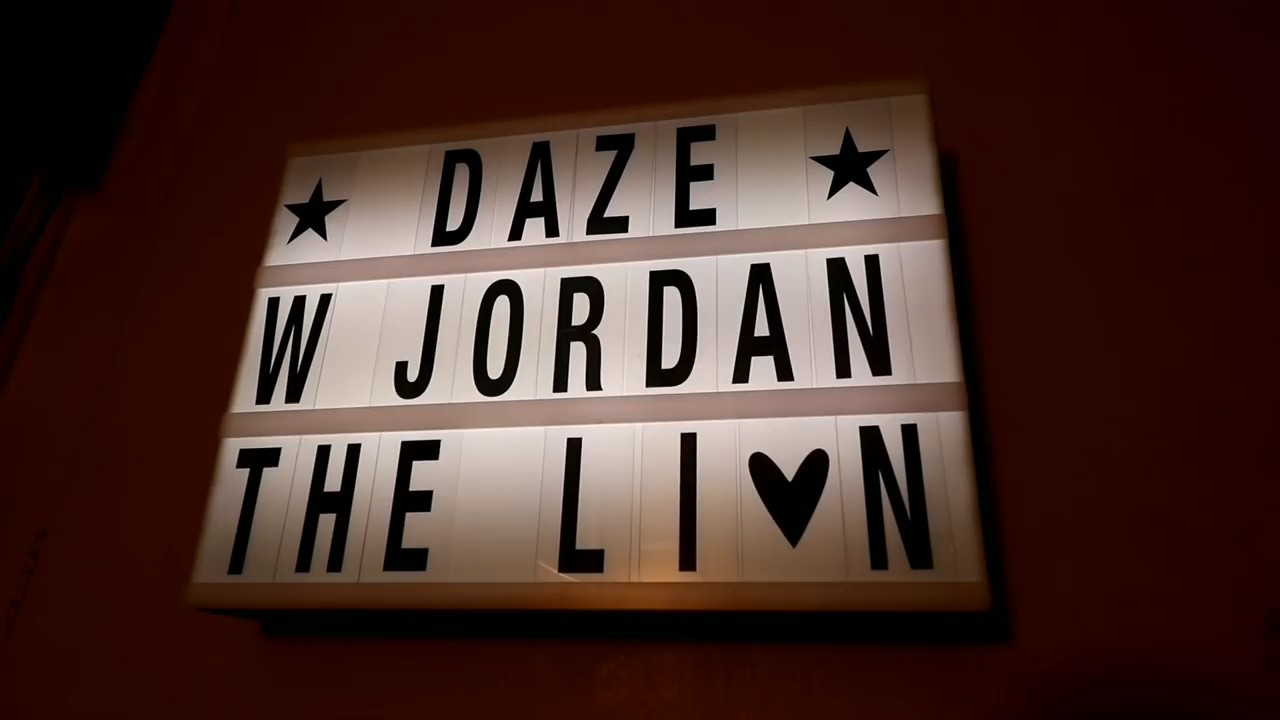 ★ DAZE ★
W JORDAN
THE LI♥N